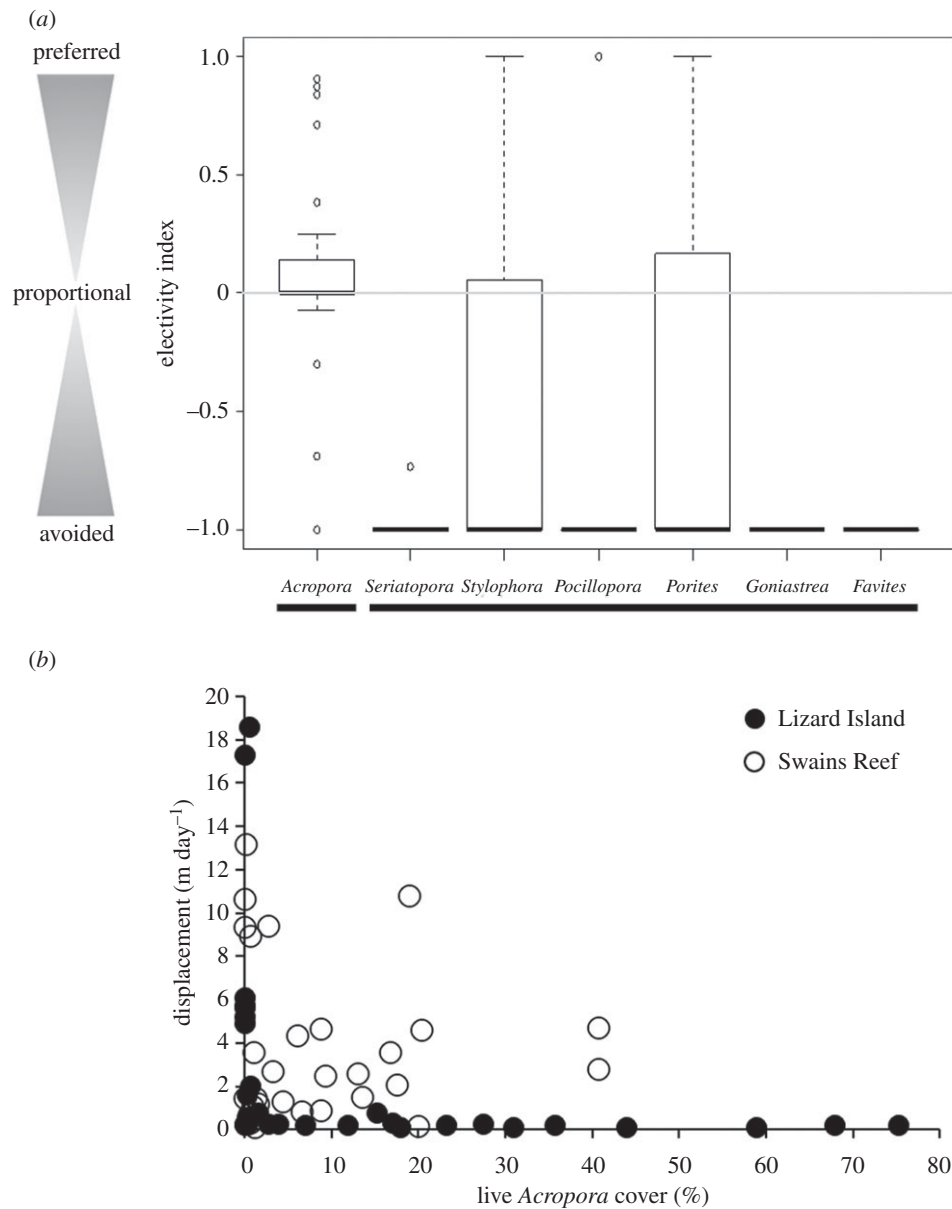 (a)
preferred
proportional
avoided
electivity index
1.0
0.5
0
–0.5
–1.0
Acropora Seriatopora Stylophora Pocillopora Porites Goniastrea Favites
(b)
displacement (m day–1)
20
18
16
14
12
10
8
6
4
2
0
0 10 20 30 40 50 60 70 80
live Acropora cover (%)
Lizard Island
Swains Reef